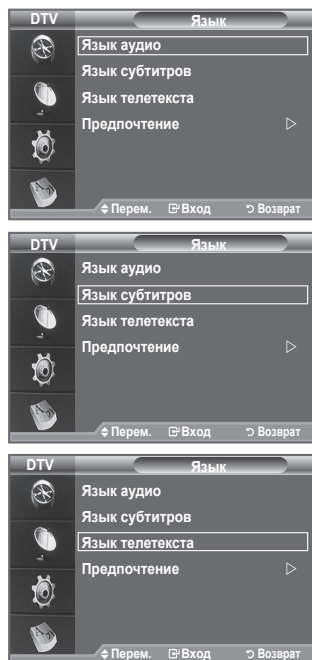 DTV Язык
Язык аудио
Язык субтитров
Язык телетекста
Предпочтение
Перем. Вход Возврат
DTV Язык
Язык аудио
Язык субтитров
Язык телетекста
Предпочтение
Перем. Вход Возврат
DTV Язык
Язык аудио
Язык субтитров
Язык телетекста
Предпочтение
Перем. Вход Возврат